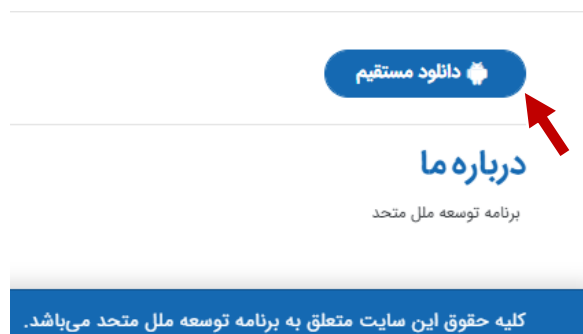 دانلود مستقیم
درباره ما
برنامه توسعه ملل متحد
کلیه حقوق این سایت متعلق به برنامه توسعه ملل متحد می‌باشد.